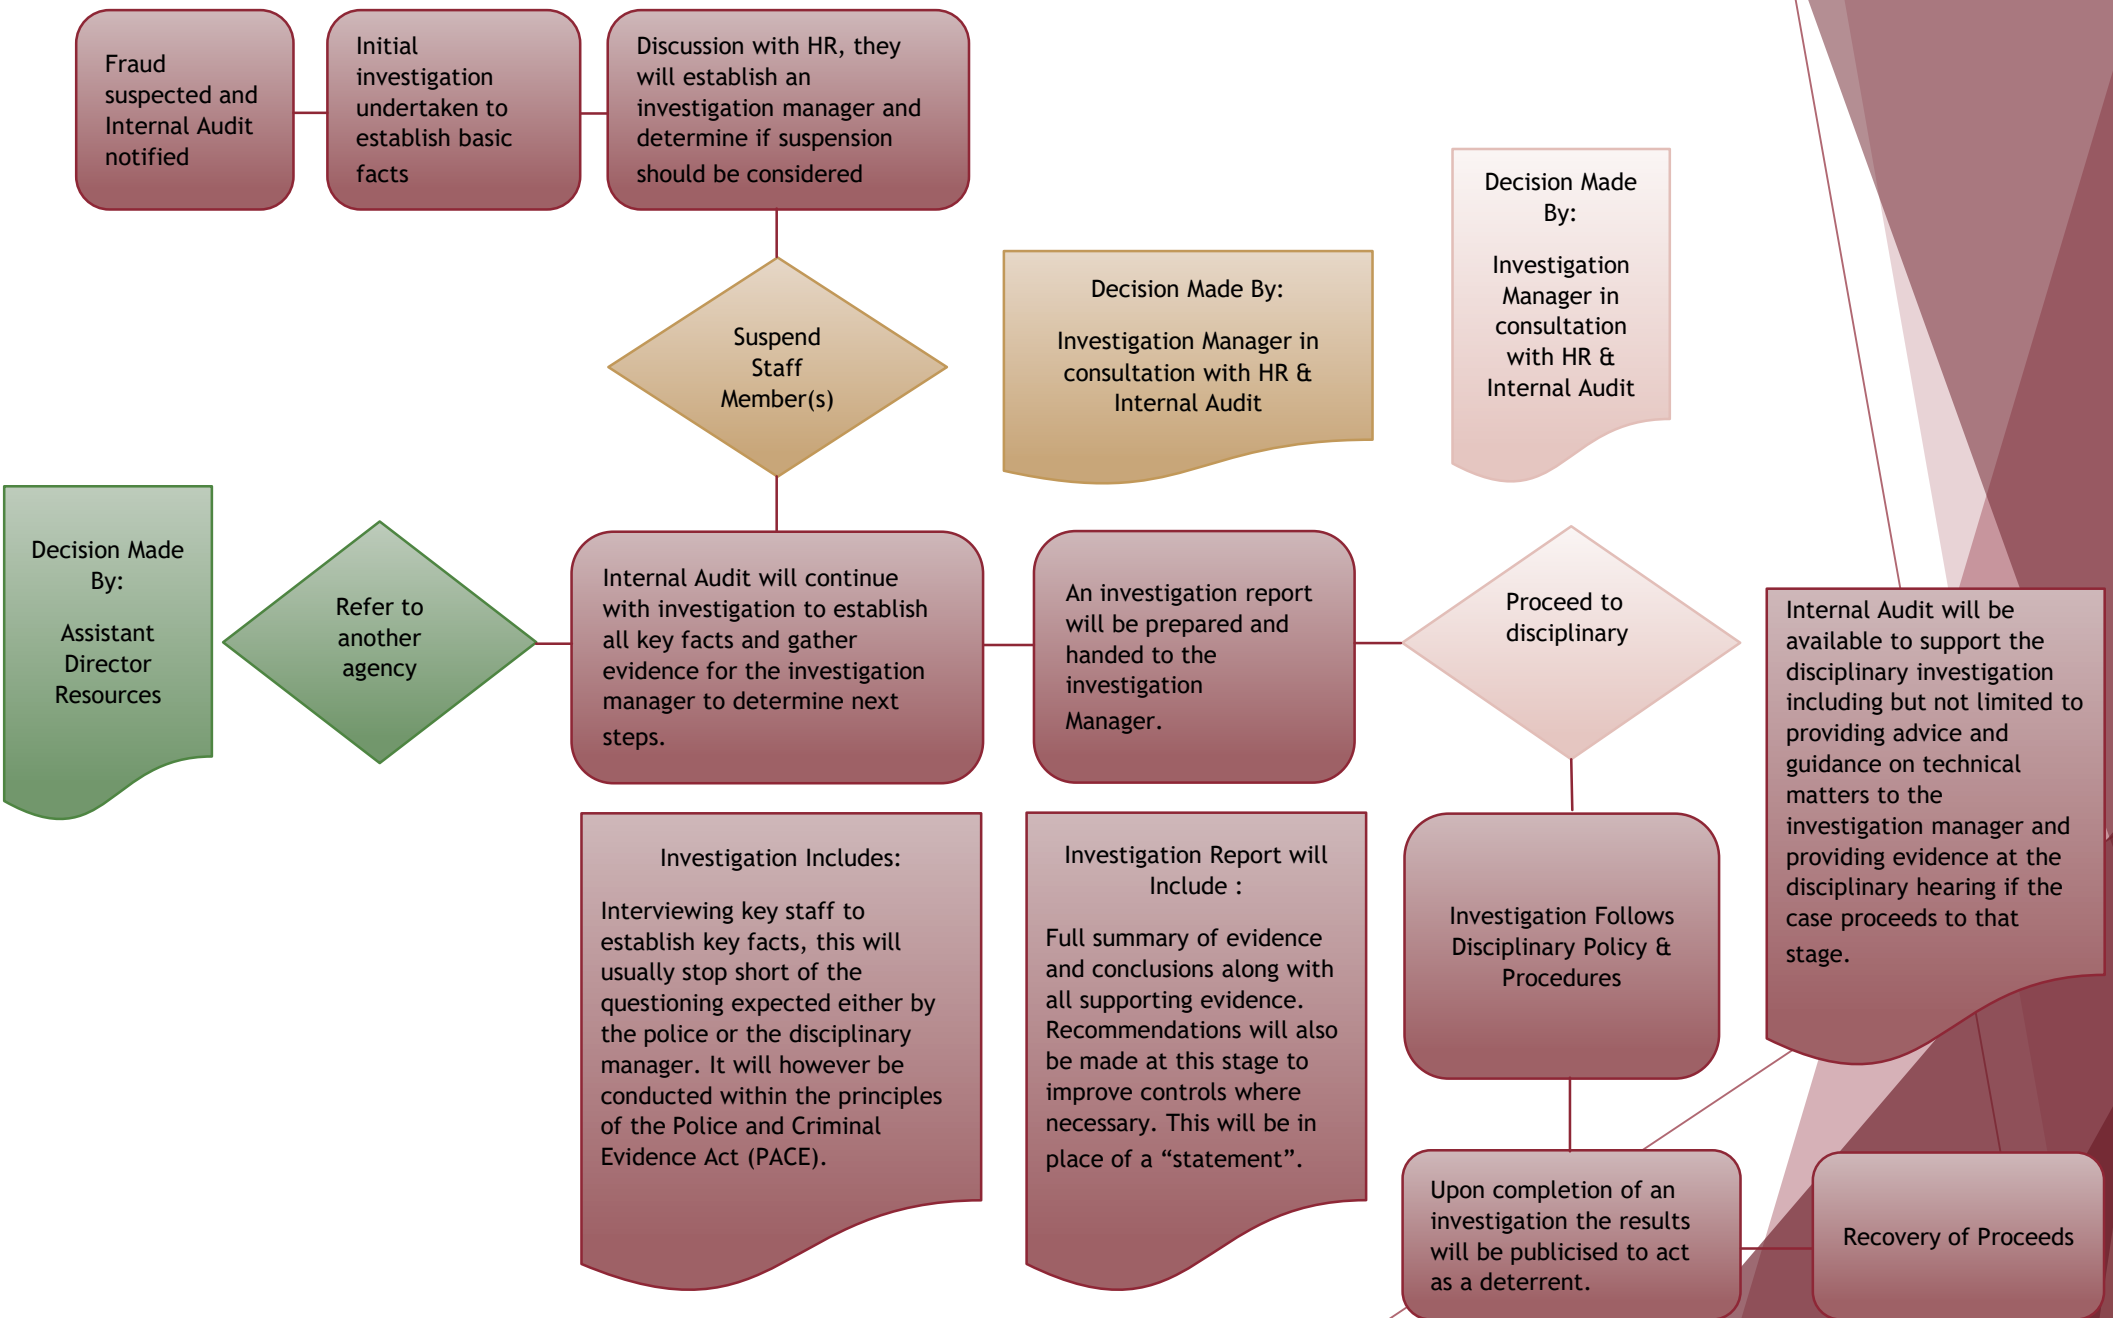 Fraud
suspected and
Internal Audit
notified
Initial
investigation
undertaken to
establish basic
facts
Discussion with HR, they
will establish an
investigation manager and
determine if suspension
should be considered
Decision Made
By:
Investigation
Manager in
consultation
with HR &
Internal Audit
Suspend
Staff
Member(s)
Decision Made By:
Investigation Manager in
consultation with HR &
Internal Audit
Decision Made
By:
Assistant
Director
Resources
Refer to
another
agency
Internal Audit will continue
with investigation to establish
all key facts and gather
evidence for the investigation
manager to determine next
steps.
An investigation report
will be prepared and
handed to the
investigation
Manager.
Proceed to
disciplinary
Internal Audit will be
available to support the
disciplinary investigation
including but not limited to
providing advice and
guidance on technical
matters to the
investigation manager and
providing evidence at the
disciplinary hearing if the
case proceeds to that
stage.
Investigation Includes:
Interviewing key staff to
establish key facts, this will
usually stop short of the
questioning expected either by
the police or the disciplinary
manager. It will however be
conducted within the principles
of the Police and Criminal
Evidence Act (PACE).
Investigation Report will
Include :
Full summary of evidence
and conclusions along with
all supporting evidence.
Recommendations will also
be made at this stage to
improve controls where
necessary. This will be in
place of a “statement”.
Investigation Follows
Disciplinary Policy &
Procedures
Upon completion of an
investigation the results
will be publicised to act
as a deterrent.
Recovery of Proceeds